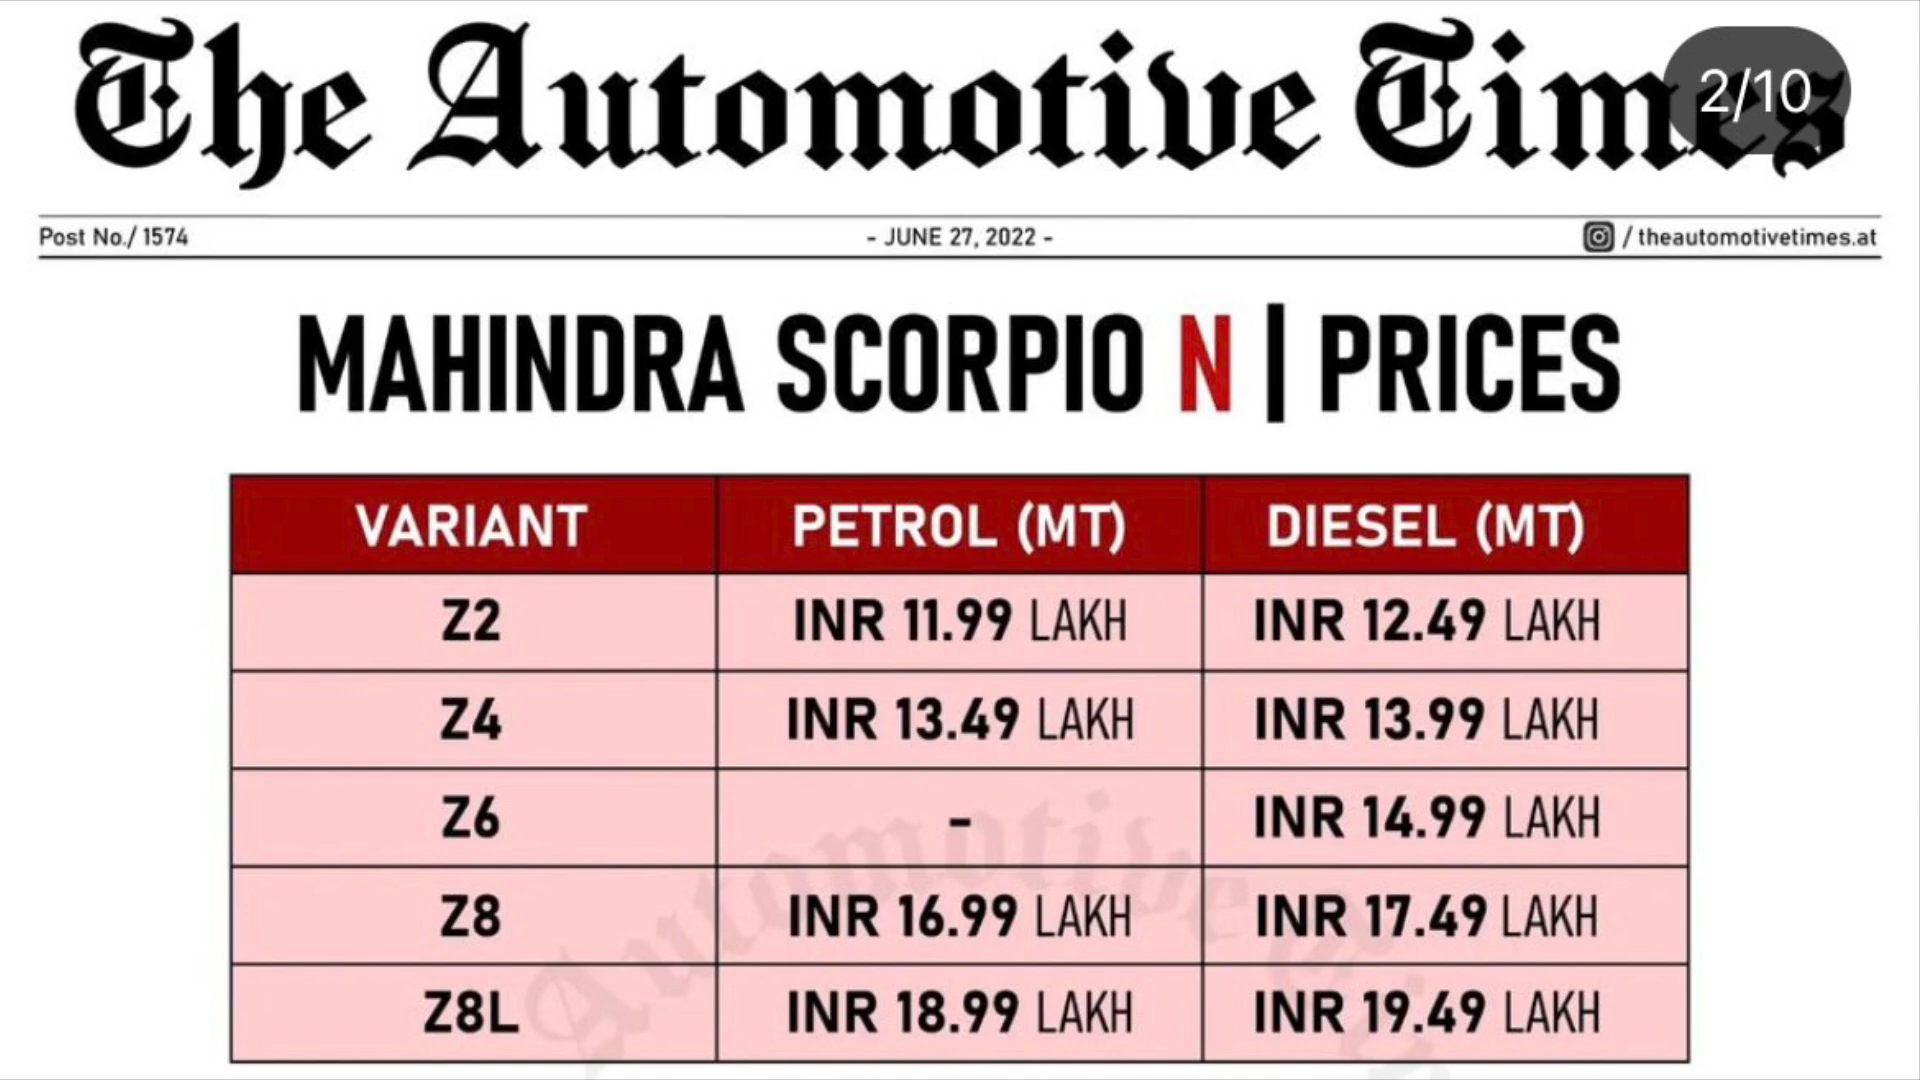 The Automotive Times
2/10
Post No./ 1574 - JUNE 27, 2022 - / theautomotivetimes.at
MAHINDRA SCORPIO N | PRICES
VARIANT PETROL (MT) DIESEL (MT)
Z2 INR 11.99 LAKH INR 12.49 LAKH
Z4 INR 13.49 LAKH INR 13.99 LAKH
Z6 - INR 14.99 LAKH
Z8 INR 16.99 LAKH INR 17.49 LAKH
Z8L INR 18.99 LAKH INR 19.49 LAKH
Automotive